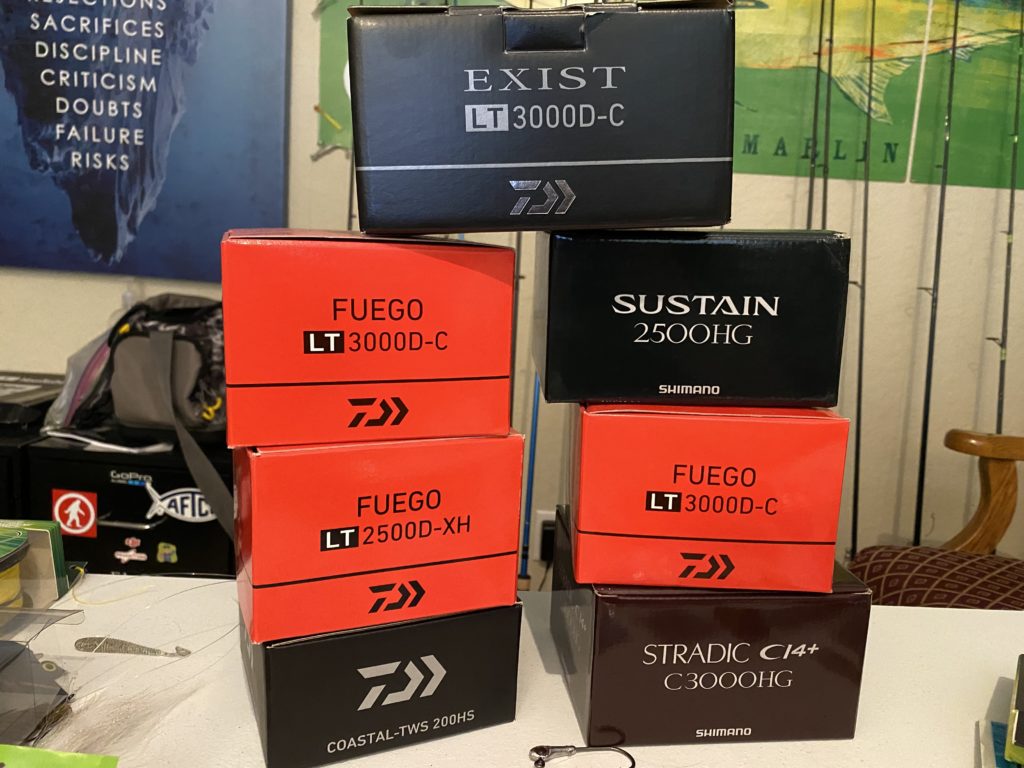 REJECTIONS
SACRIFICES
DISCIPLINE
CRITICISM
DOUBTS
FAILURE
RISKS
MARLIN
EXIST
LT 3000D-C
FUEGO
LT 3000D-C
SUSTAIN
2500HG
SHIMANO
FUEGO
LT 2500D-XH
FUEGO
LT 3000D-C
COASTAL-TWS 200HS
STRADIC CI4+
C3000HG
SHIMANO
GoPro
AFTCO
dji